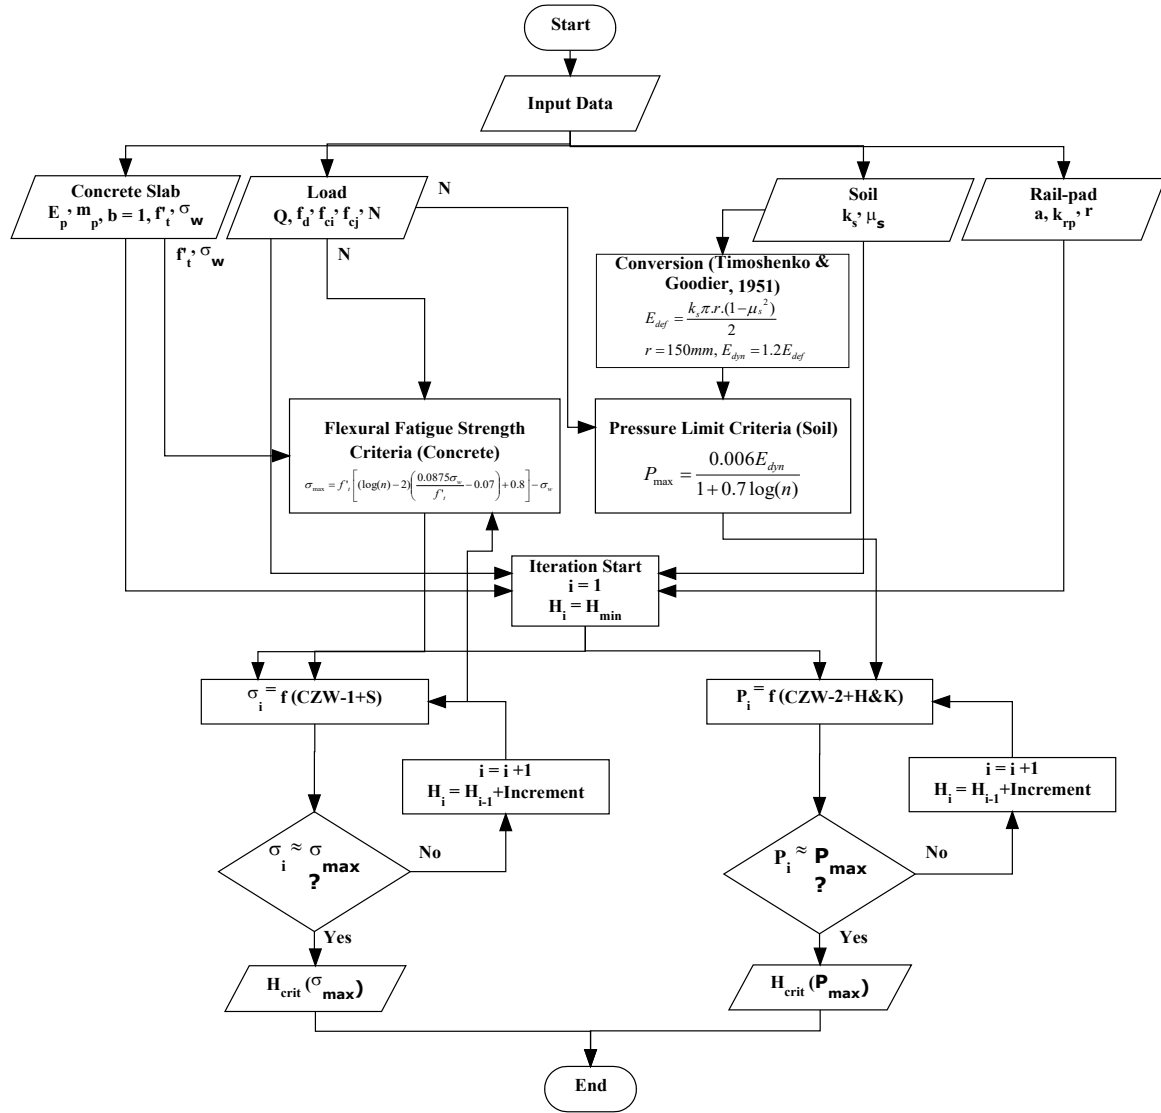 Start
Input Data
Concrete Slab
E_p, m_p, b = 1, f'_t, σ_w
Load
Q, f_d, f_ci, f_cj, N
N
Soil
k_s, μ_s
Rail-pad
a, k_rp, r
f'_t, σ_w
N
Conversion (Timoshenko &
Goodier, 1951)
E_def = k_s π.r.(1−μ_s²) / 2
r = 150mm, E_dyn = 1.2E_def
Flexural Fatigue Strength
Criteria (Concrete)
σ_max = f'_t [(log(n)−2)(0.0875σ_w / f'_t −0.07)+0.8]−σ_w
Pressure Limit Criteria (Soil)
P_max = 0.006E_dyn / 1+0.7log(n)
Iteration Start
i = 1
H_i = H_min
σ_i = f (CZW-1+S)
P_i = f (CZW-2+H&K)
i = i +1
H_i = H_i-1+Increment
i = i +1
H_i = H_i-1+Increment
σ_i ≈ σ_max
?
No
P_i ≈ P_max
?
No
Yes
Yes
H_crit (σ_max)
H_crit (P_max)
End